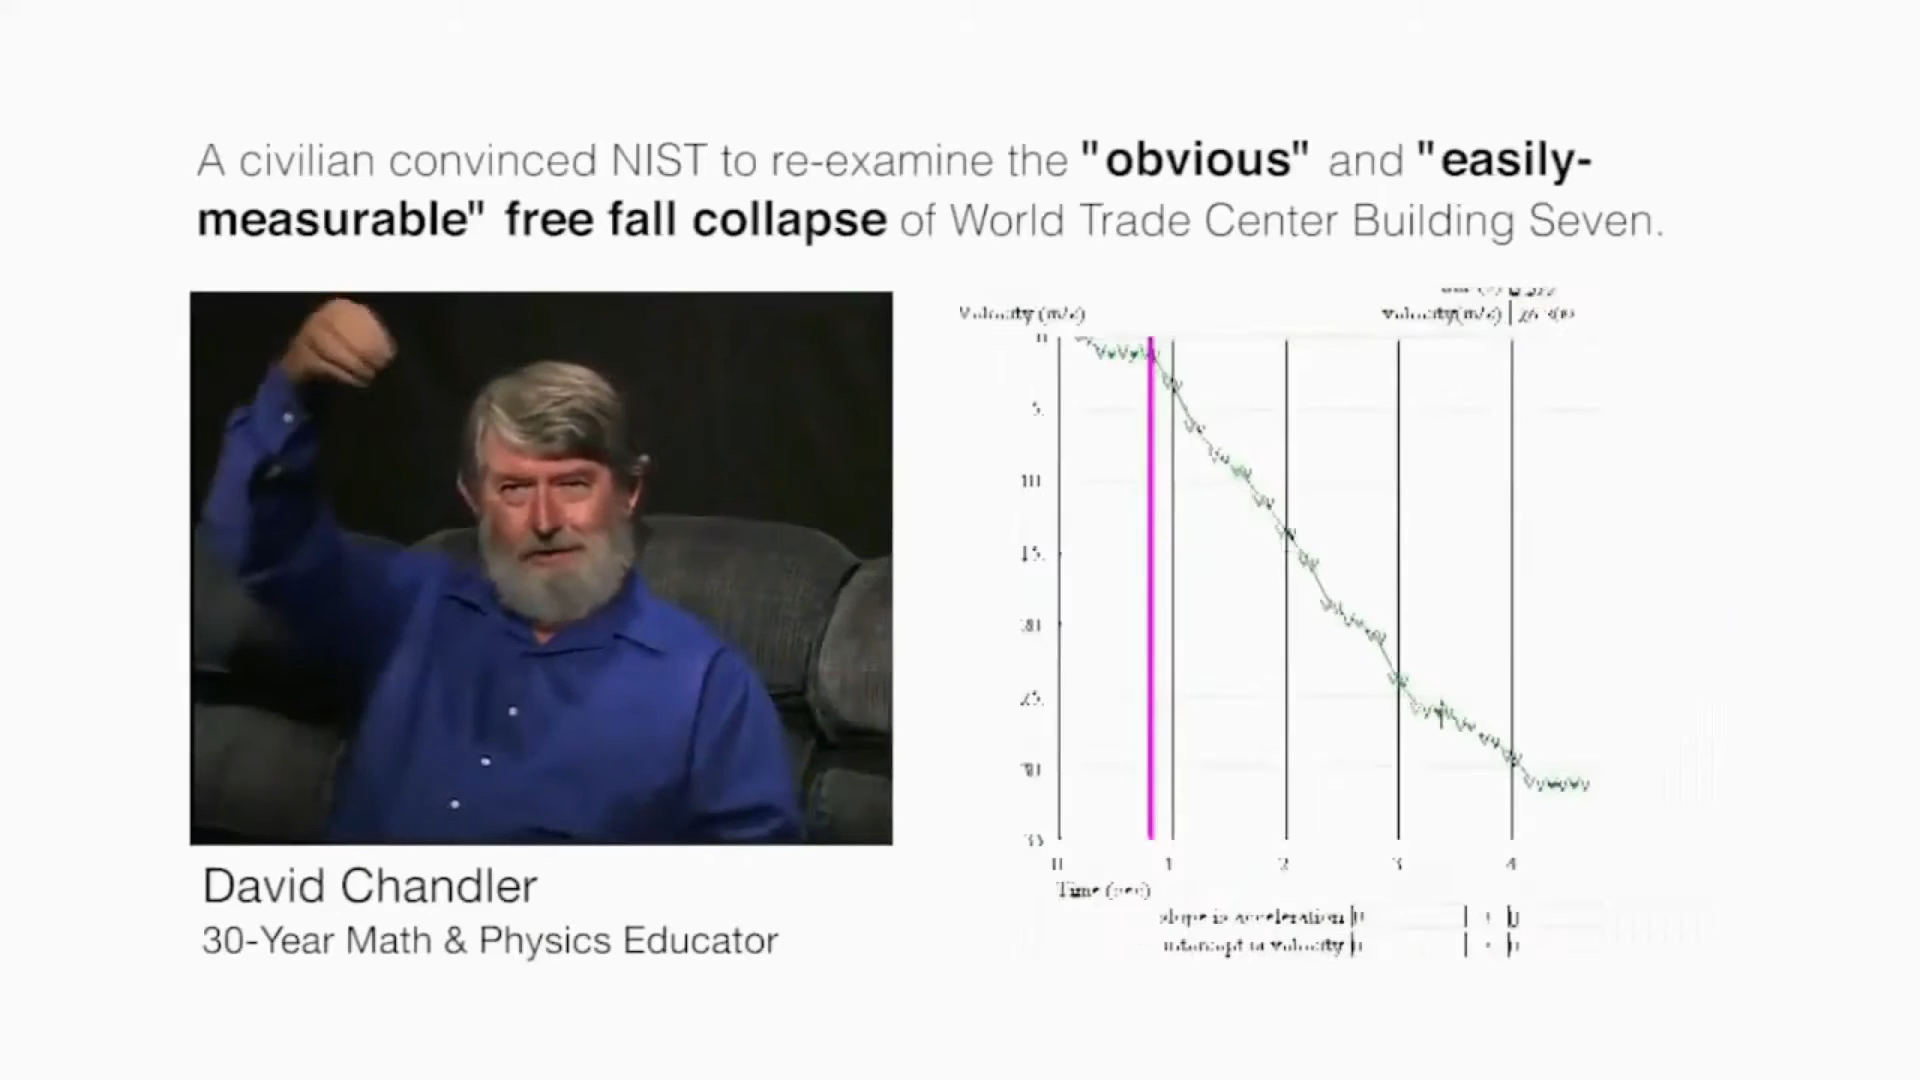 A civilian convinced NIST to re-examine the "obvious" and "easily-
measurable" free fall collapse of World Trade Center Building Seven.
Velocity (m/s)
velocity(m/s)
0
5.
10
15.
20
25.
30
0
1
2
3
4
Time (sec)
slope is acceleration
intercept is velocity
David Chandler
30-Year Math & Physics Educator